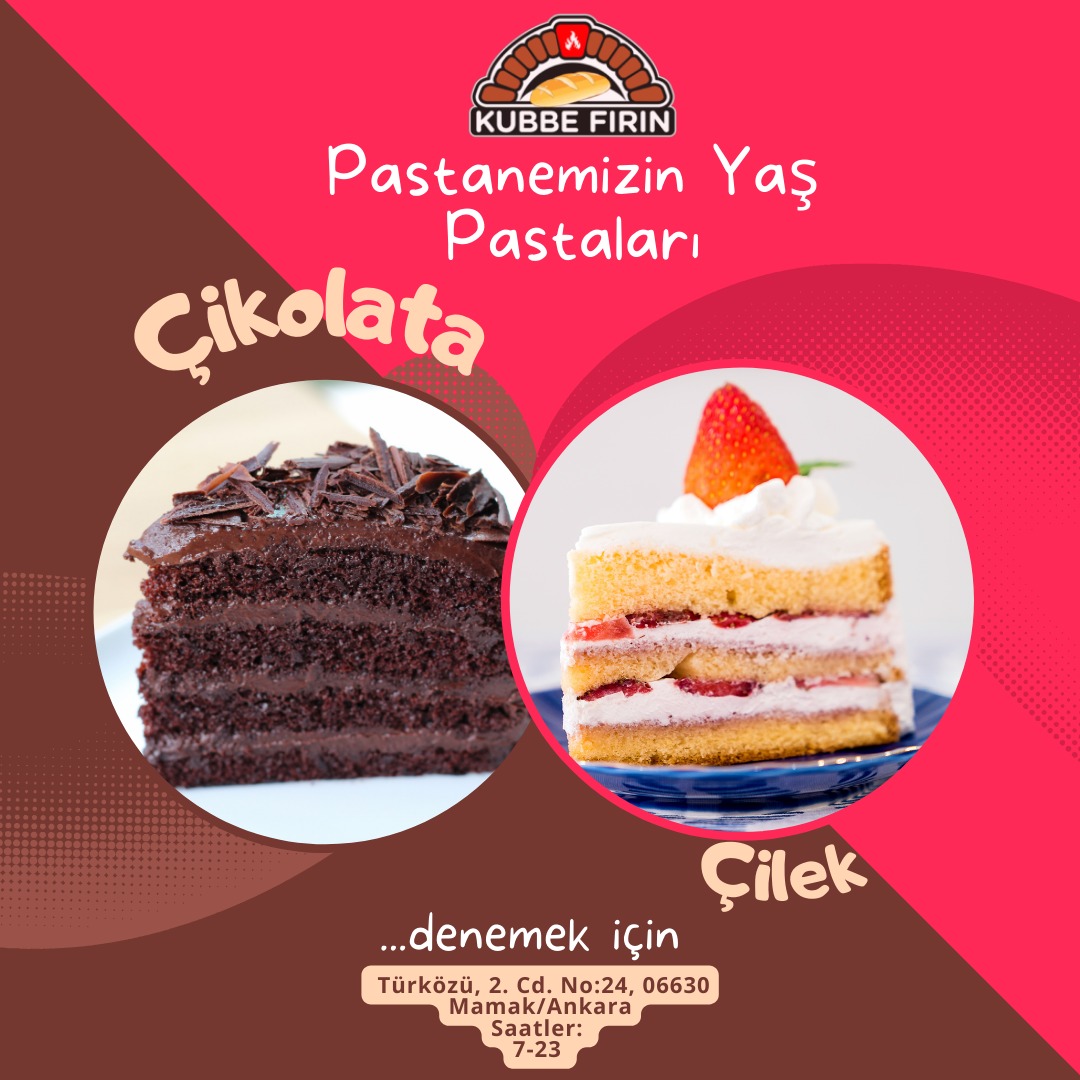 KUBBE FIRIN
Pastanemizin Yaş
Pastaları
Çikolata
Çilek
...denemek için
Türközü, 2. Cd. No:24, 06630
Mamak/Ankara
Saatler:
7-23